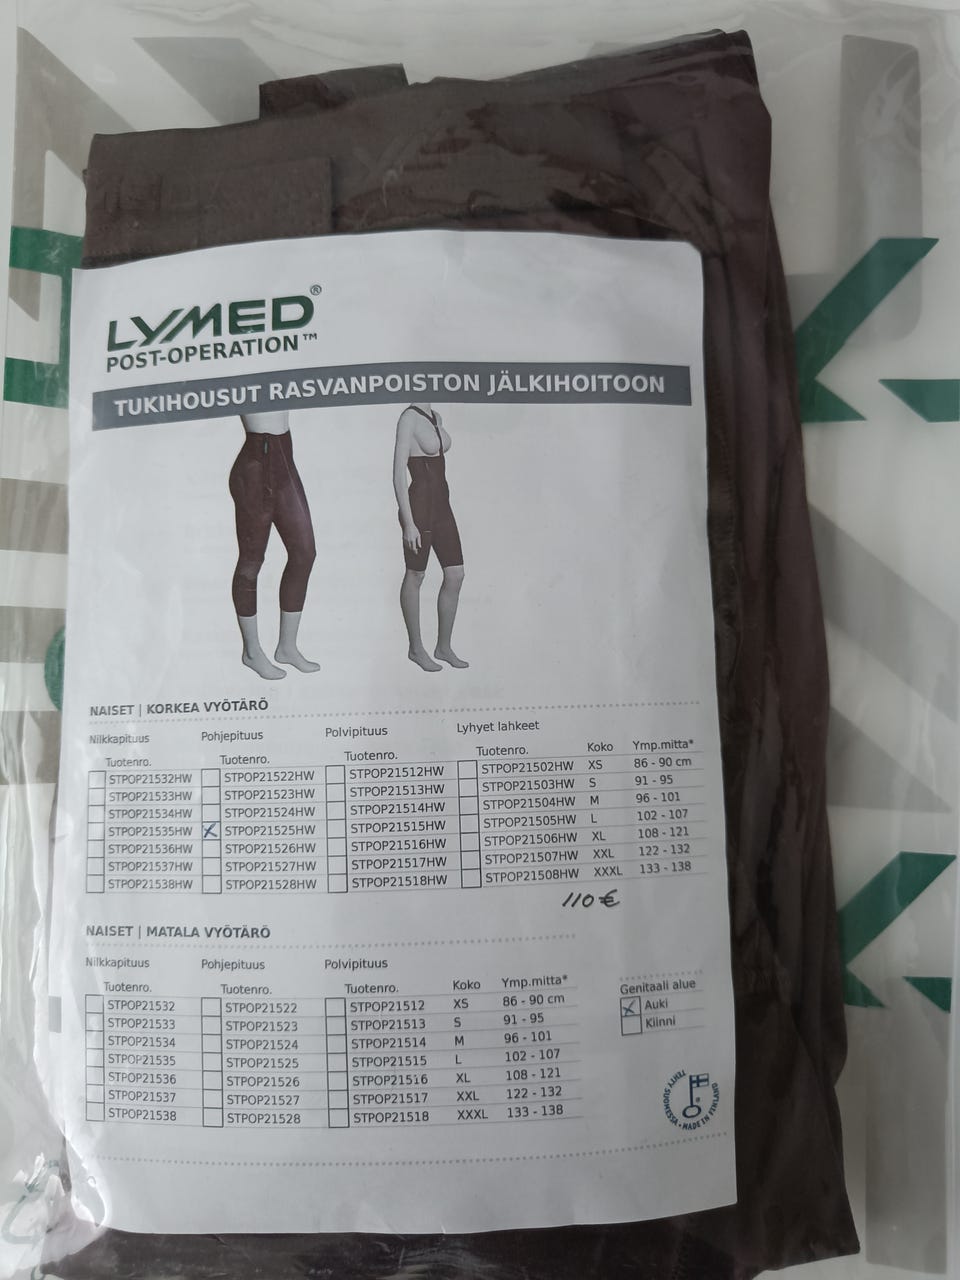 LYMED®
POST-OPERATION™
TUKIHOUSUT RASVANPOISTON JÄLKIHOITOON
NAISET | KORKEA VYÖTÄRÖ
Nilkkapituus Pohjepituus Polvipituus Lyhyet lahkeet
Tuotenro. Tuotenro. Tuotenro. Tuotenro. Koko Ymp.mitta*
STPOP21532HW STPOP21522HW STPOP21512HW STPOP21502HW XS 86 - 90 cm
STPOP21533HW STPOP21523HW STPOP21513HW STPOP21503HW S 91 - 95
STPOP21534HW STPOP21524HW STPOP21514HW STPOP21504HW M 96 - 101
STPOP21535HW STPOP21525HW STPOP21515HW STPOP21505HW L 102 - 107
STPOP21536HW STPOP21526HW STPOP21516HW STPOP21506HW XL 108 - 121
STPOP21537HW STPOP21527HW STPOP21517HW STPOP21507HW XXL 122 - 132
STPOP21538HW STPOP21528HW STPOP21518HW STPOP21508HW XXXL 133 - 138
110 €
NAISET | MATALA VYÖTÄRÖ
Nilkkapituus Pohjepituus Polvipituus
Tuotenro. Tuotenro. Tuotenro. Koko Ymp.mitta*
STPOP21532 STPOP21522 STPOP21512 XS 86 - 90 cm
STPOP21533 STPOP21523 STPOP21513 S 91 - 95
STPOP21534 STPOP21524 STPOP21514 M 96 - 101
STPOP21535 STPOP21525 STPOP21515 L 102 - 107
STPOP21536 STPOP21526 STPOP21516 XL 108 - 121
STPOP21537 STPOP21527 STPOP21517 XXL 122 - 132
STPOP21538 STPOP21528 STPOP21518 XXXL 133 - 138
Genitaali alue
Auki
Kiinni
TEHTY SUOMESSA • MADE IN FINLAND